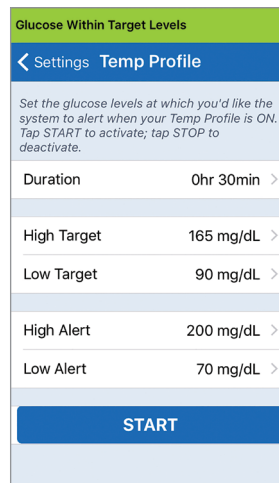 Glucose Within Target Levels
Settings Temp Profile
Set the glucose levels at which you'd like the
system to alert when your Temp Profile is ON.
Tap START to activate; tap STOP to
deactivate.
Duration 0hr 30min
High Target 165 mg/dL
Low Target 90 mg/dL
High Alert 200 mg/dL
Low Alert 70 mg/dL
START